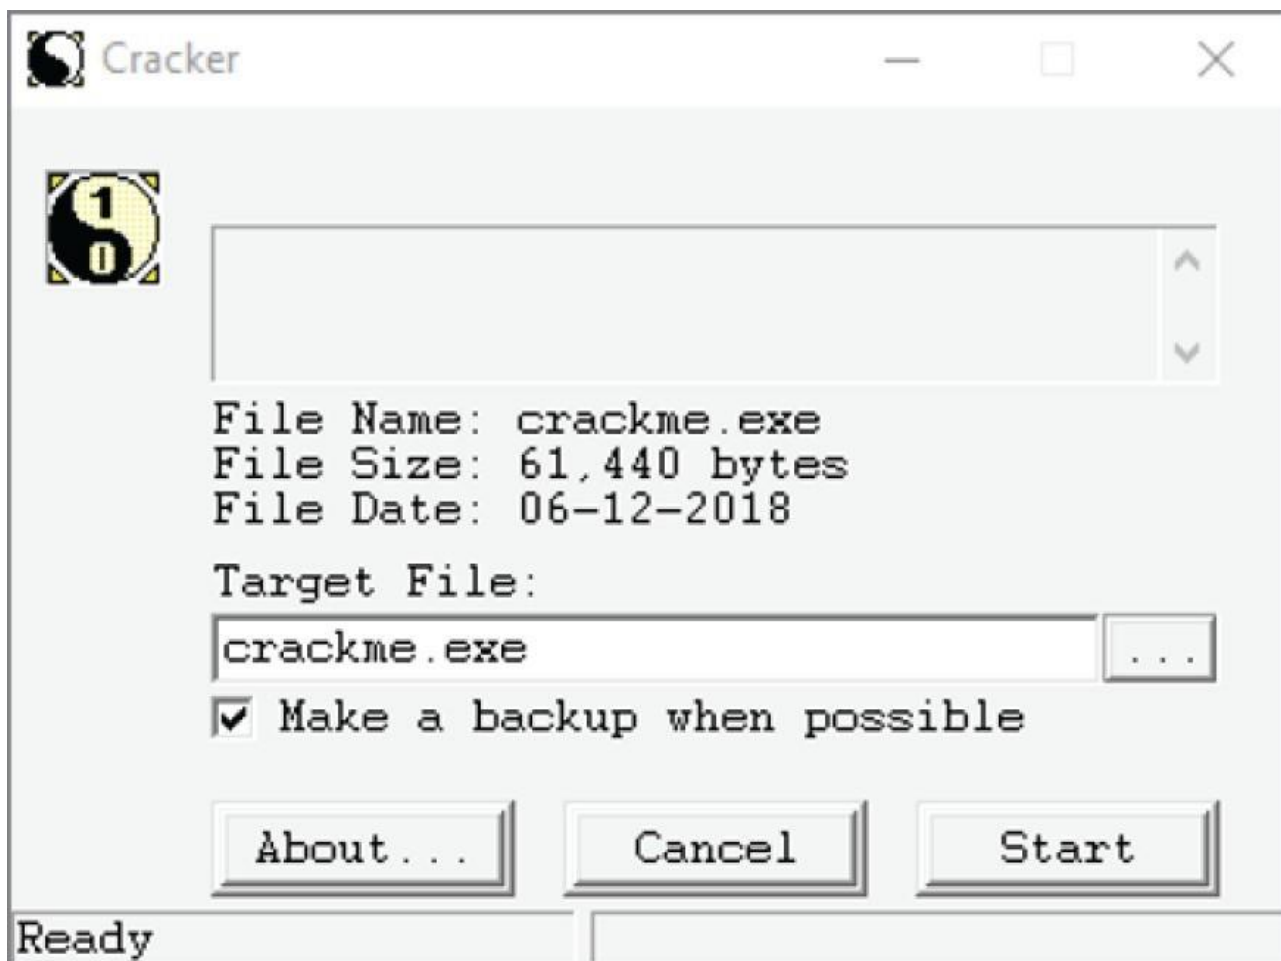 Cracker
1
0
File Name: crackme.exe
File Size: 61,440 bytes
File Date: 06-12-2018
Target File:
crackme.exe
...
Make a backup when possible
About...
Cancel
Start
Ready